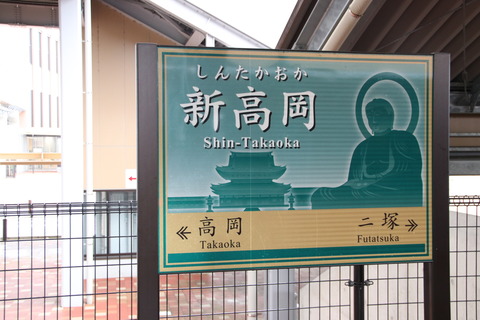 しんたかおか
新高岡
Shin-Takaoka
高岡 二塚
Takaoka Futatsuka